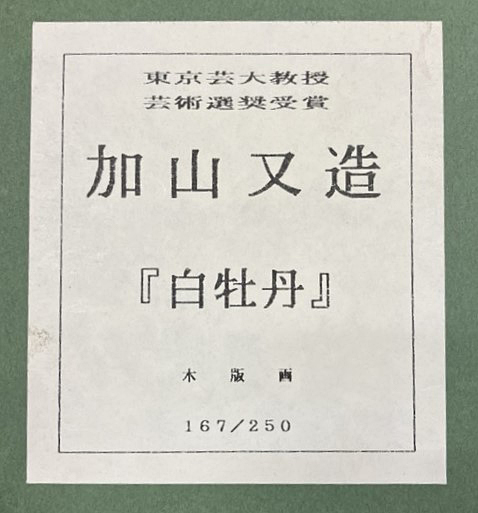 東京芸大教授
芸術選奨受賞
加山又造
『白牡丹』
木版画
167/250